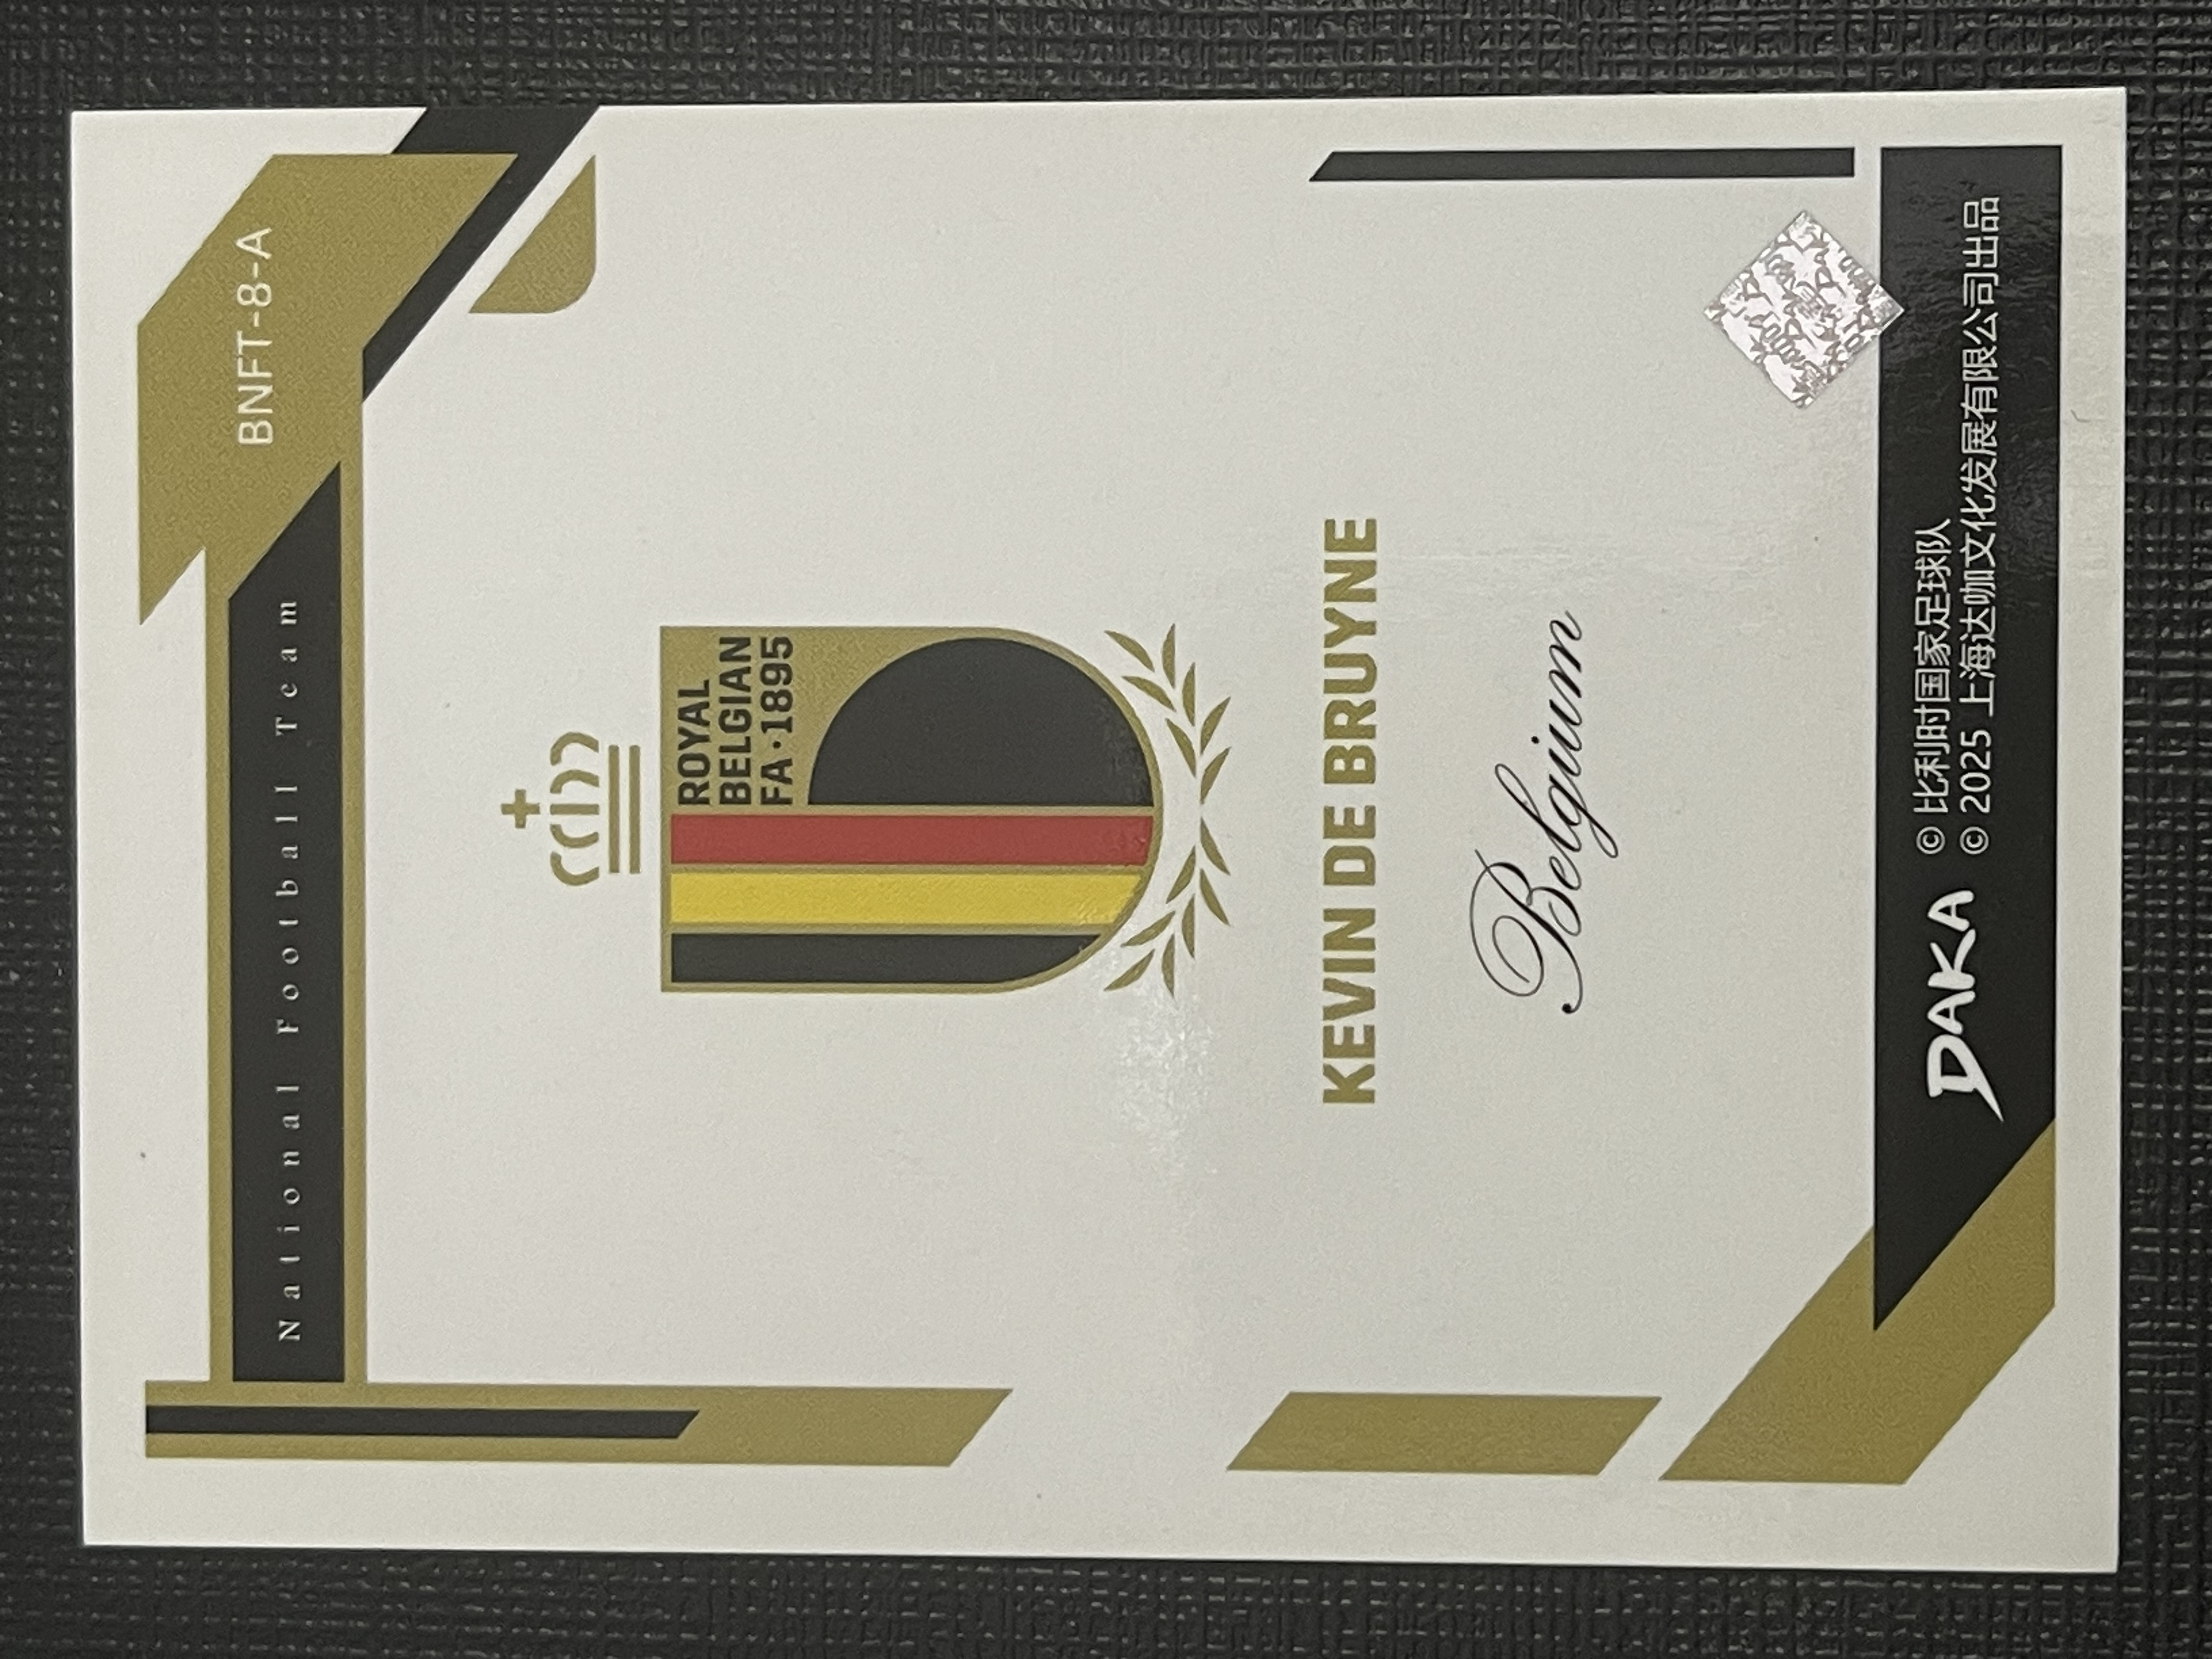 BNFT-8-A
National Football Team
ROYAL
BELGIAN
FA·1895
KEVIN DE BRUYNE
Belgium
DAKA
© 比利时国家足球队
© 2025 上海达咖文化发展有限公司出品